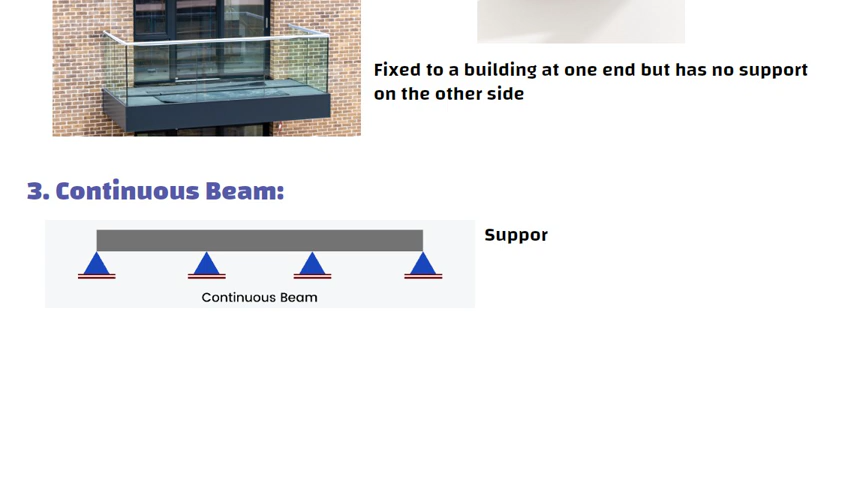 Fixed to a building at one end but has no support
on the other side
3. Continuous Beam:
Suppor
Continuous Beam